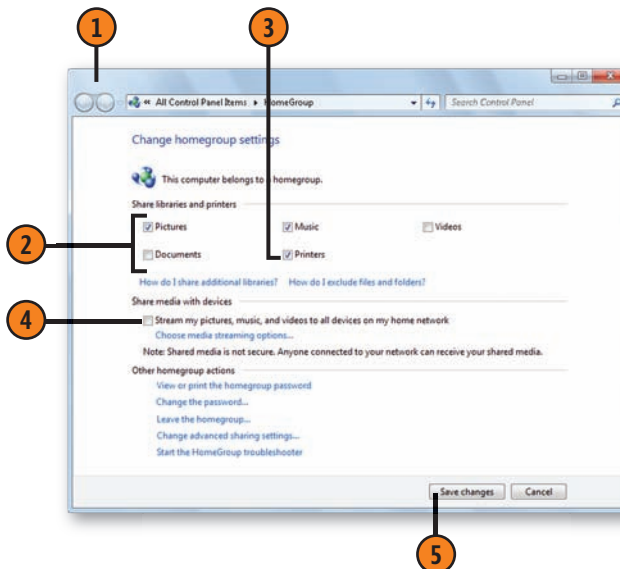 1 3
« All Control Panel Items ▸ HomeGroup Search Control Panel
Change homegroup settings
This computer belongs to a homegroup.
Share libraries and printers
2
Pictures Music Videos
Documents Printers
How do I share additional libraries? How do I exclude files and folders?
Share media with devices
4
Stream my pictures, music, and videos to all devices on my home network
Choose media streaming options...
Note: Shared media is not secure. Anyone connected to your network can receive your shared media.
Other homegroup actions
View or print the homegroup password
Change the password...
Leave the homegroup...
Change advanced sharing settings...
Start the HomeGroup troubleshooter
Save changes Cancel
5